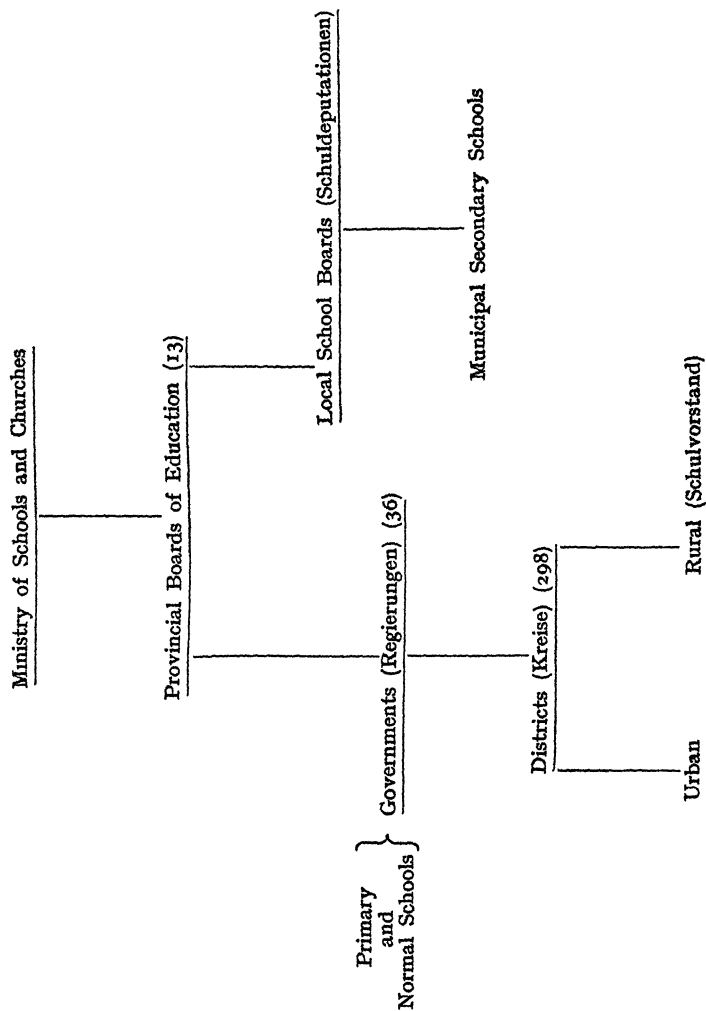 Ministry of Schools and Churches
Provincial Boards of Education (13)
Local School Boards (Schuldeputationen)
Primary
and
Normal Schools
Governments (Regierungen) (36)
Municipal Secondary Schools
Districts (Kreise) (298)
Urban
Rural (Schulvorstand)